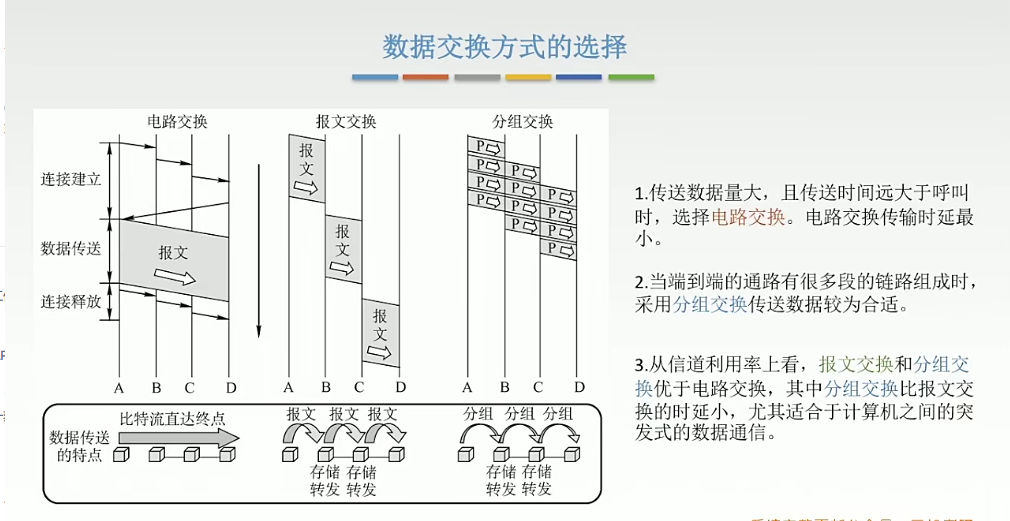 数据交换方式的选择
电路交换
报文交换
分组交换
连接建立
数据传送
连接释放
报文
报
文
报
文
报
文
P
P
P
P
P
P
P
P
P
P
P
P
A B C D
A B C D
A B C D
数据传送
的特点
比特流直达终点
报文 报文 报文
存储 存储
转发 转发
分组 分组 分组
存储 存储
转发 转发
1.传送数据量大，且传送时间远大于呼叫
时，选择电路交换。电路交换传输时延最
小。
2.当端到端的通路有很多段的链路组成时，
采用分组交换传送数据较为合适。
3.从信道利用率上看，报文交换和分组交
换优于电路交换，其中分组交换比报文交
换的时延小，尤其适合于计算机之间的突
发式的数据通信。